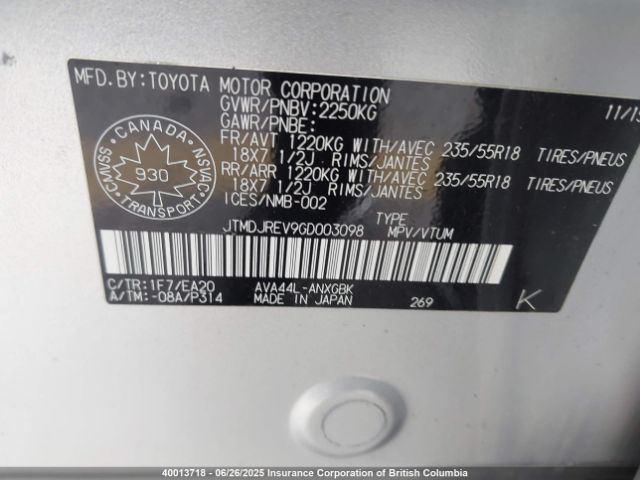 MFD.BY:TOYOTA MOTOR CORPORATION
GVWR/PNBV:2250KG 11/15
GAWR/PNBE:
FR/AVT 1220KG WITH/AVEC 235/55R18
18X7 1/2J RIMS/JANTES TIRES/PNEUS
RR/ARR 1220KG WITH/AVEC 235/55R18
18X7 1/2J RIMS/JANTES TIRES/PNEUS
ICES/NMB-002
CANADA
CMVSS NSVAC
930
TRANSPORT
TYPE
JTMDJREV9GD003098 MPV/VTUM
C/TR:1F7/EA20 AVA44L-ANXGBK
A/TM:-08A/P314 MADE IN JAPAN 269 K
40013718 06/26/2025 Insurance Corporation of British Columbia